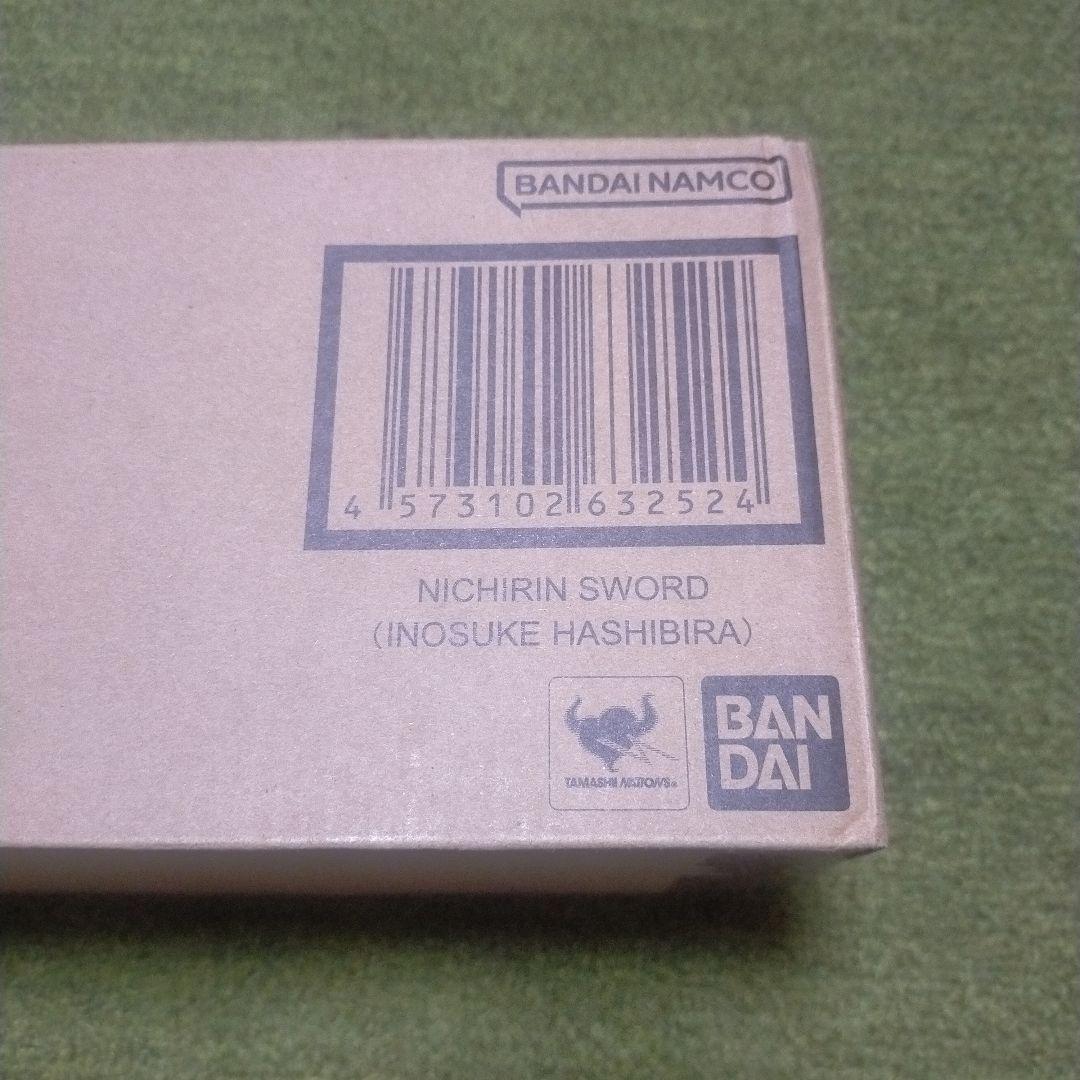 BANDAI NAMCO
4 573102 632524
NICHIRIN SWORD
(INOSUKE HASHIBIRA)
TAMASHII NATIONS®
BAN
DAI